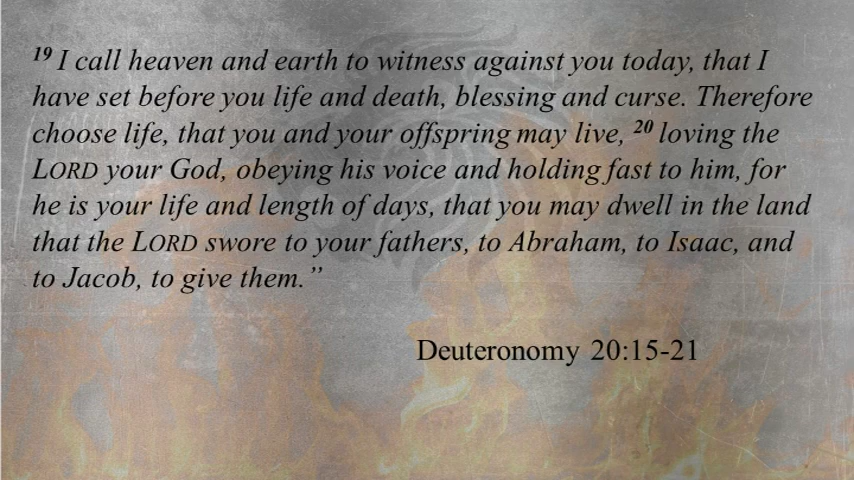 19 I call heaven and earth to witness against you today, that I
have set before you life and death, blessing and curse. Therefore
choose life, that you and your offspring may live, 20 loving the
LORD your God, obeying his voice and holding fast to him, for
he is your life and length of days, that you may dwell in the land
that the LORD swore to your fathers, to Abraham, to Isaac, and
to Jacob, to give them.”
Deuteronomy 20:15-21